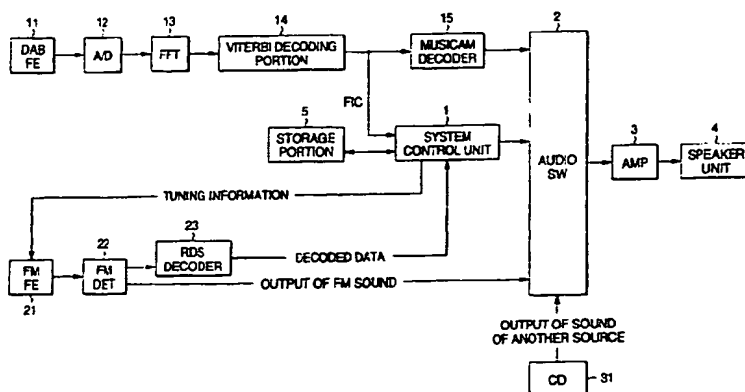 11
DAB
FE
12
A/D
13
FFT
14
VITERBI DECODING
PORTION
15
MUSICAM
DECODER
2
AUDIO
SW
FIC
5
STORAGE
PORTION
1
SYSTEM
CONTROL UNIT
3
AMP
4
SPEAKER
UNIT
TUNING INFORMATION
23
RDS
DECODER
DECODED DATA
22
FM
DET
FM
FE
21
OUTPUT OF FM SOUND
OUTPUT OF SOUND
OF ANOTHER SOURCE
CD
31